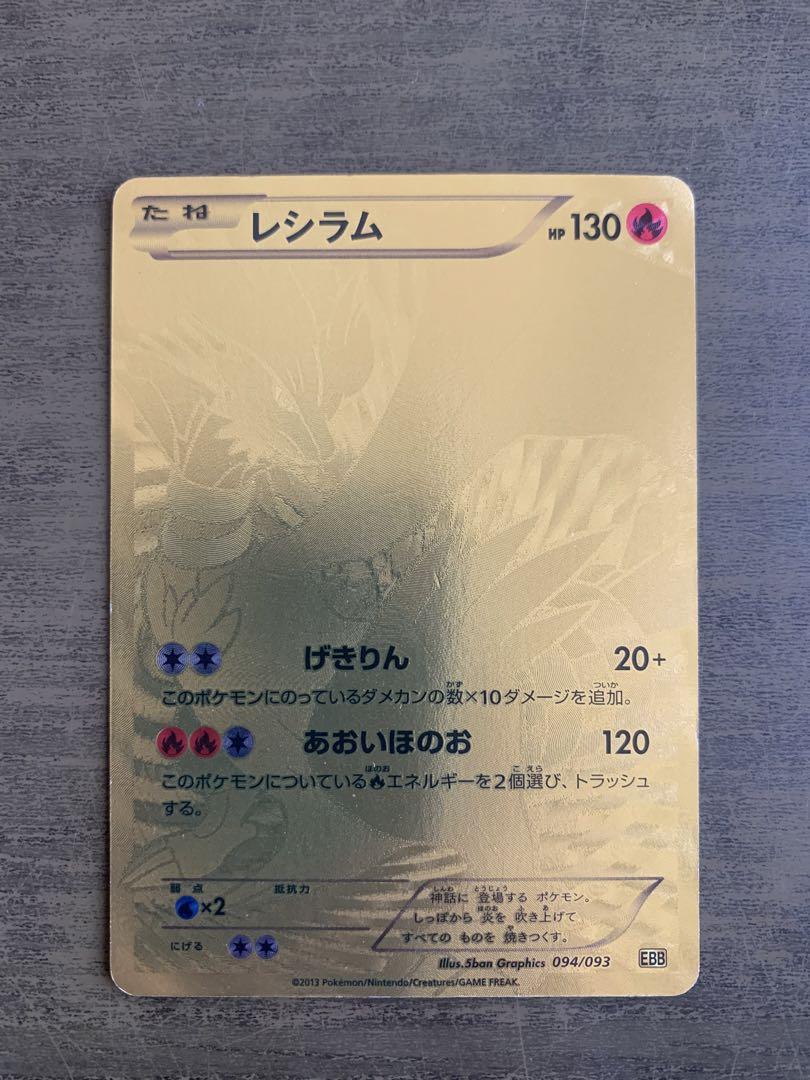 たね レシラム HP130
げきりん 20+
このポケモンにのっているダメカンの数×10ダメージを追加。
あおいほのお 120
このポケモンについているエネルギーを2個選び、トラッシュ
する。
弱点 抵抗力
×2
にげる
神話に 登場する ポケモン。
しっぽから 炎を 吹き上げて
すべての ものを 焼きつくす。
Illus.5ban Graphics 094/093 EBB
©2013 Pokémon/Nintendo/Creatures/GAME FREAK.